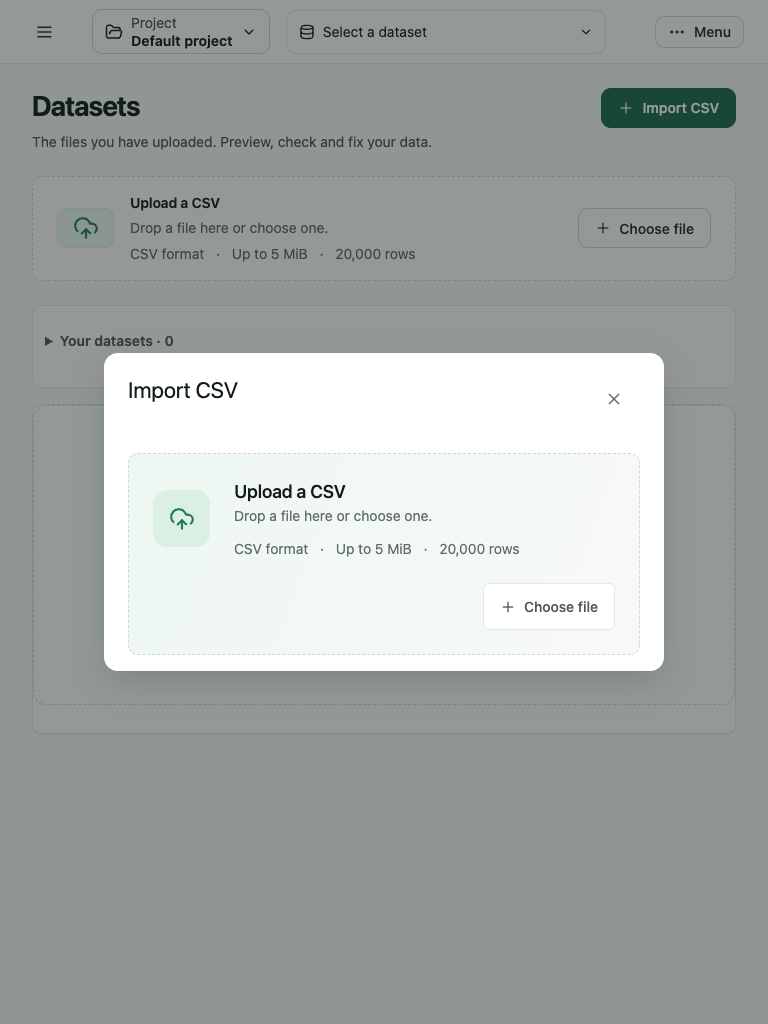 Project
Default project
Select a dataset
Menu
Datasets
Import CSV
The files you have uploaded. Preview, check and fix your data.
Upload a CSV
Drop a file here or choose one.
CSV format · Up to 5 MiB · 20,000 rows
Choose file
Your datasets · 0
Import CSV
Upload a CSV
Drop a file here or choose one.
CSV format · Up to 5 MiB · 20,000 rows
Choose file